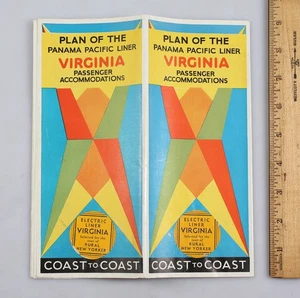 PLAN OF THE
PANAMA PACIFIC LINER
VIRGINIA
PASSENGER
ACCOMMODATIONS
ELECTRIC
LINER
VIRGINIA
RURAL
NEW YORKER
COAST TO COAST
PLAN OF THE
PANAMA PACIFIC LINER
VIRGINIA
PASSENGER
ACCOMMODATIONS
ELECTRIC
LINER
VIRGINIA
RURAL
NEW YORKER
COAST TO COAST